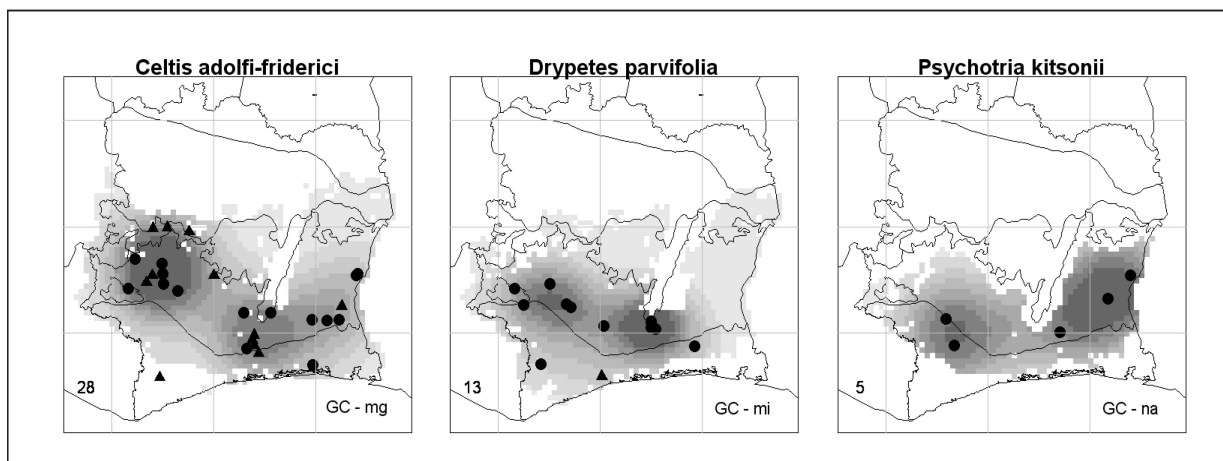 Celtis adolfi-friderici
28
GC - mg
Drypetes parvifolia
13
GC - mi
Psychotria kitsonii
5
GC - na